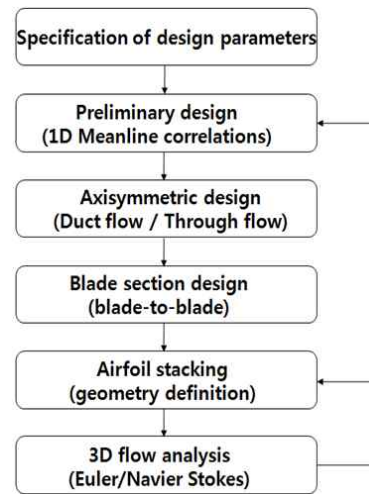 Specification of design parameters
Preliminary design
(1D Meanline correlations)
Axisymmetric design
(Duct flow / Through flow)
Blade section design
(blade-to-blade)
Airfoil stacking
(geometry definition)
3D flow analysis
(Euler/Navier Stokes)